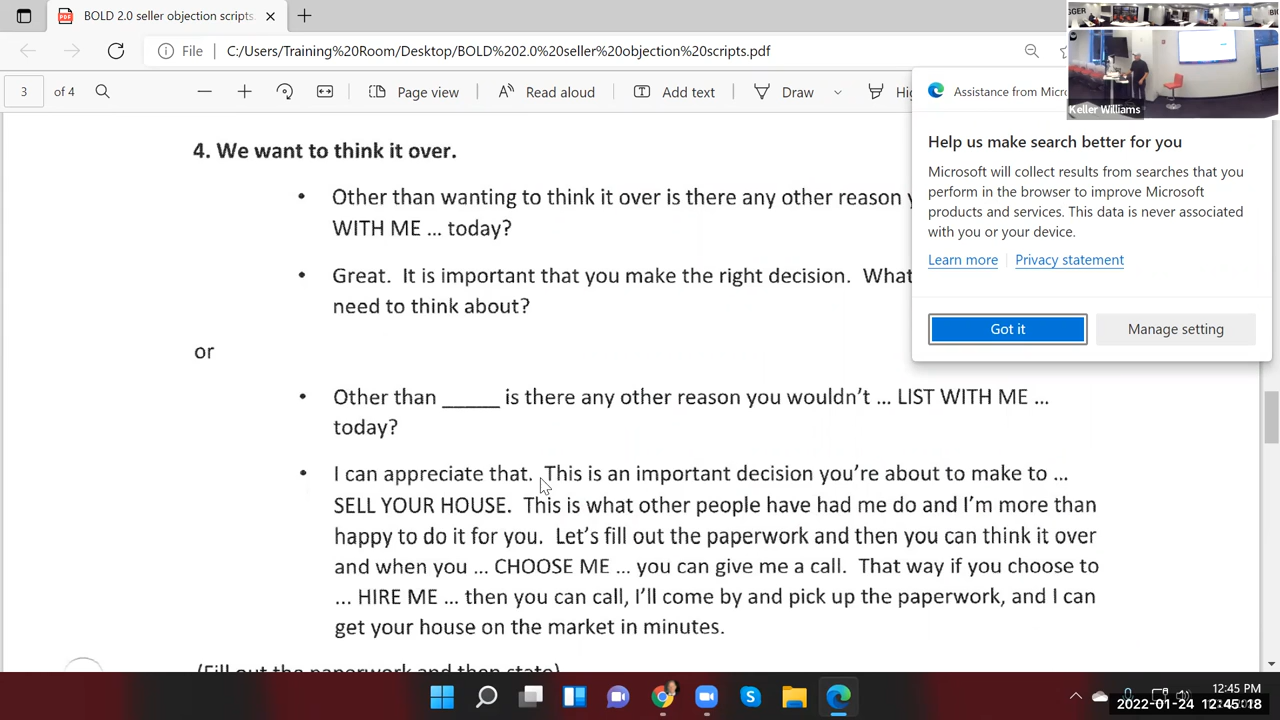 BOLD 2.0 seller objection scripts.
File
C:/Users/Training%20Room/Desktop/BOLD%202.0%20seller%20objection%20scripts.pdf
3 of 4
Page view
Read aloud
Add text
Draw
Assistance from Micr
Keller Williams
Help us make search better for you
Microsoft will collect results from searches that you
perform in the browser to improve Microsoft
products and services. This data is never associated
with you or your device.
Learn more Privacy statement
Got it Manage setting
4. We want to think it over.
• Other than wanting to think it over is there any other reason
WITH ME ... today?
• Great. It is important that you make the right decision. What
need to think about?
or
• Other than _____ is there any other reason you wouldn't ... LIST WITH ME ...
today?
• I can appreciate that. This is an important decision you're about to make to ...
SELL YOUR HOUSE. This is what other people have had me do and I'm more than
happy to do it for you. Let's fill out the paperwork and then you can think it over
and when you ... CHOOSE ME ... you can give me a call. That way if you choose to
... HIRE ME ... then you can call, I'll come by and pick up the paperwork, and I can
get your house on the market in minutes.
(Fill out the paperwork and then state)
12:45 PM
2022-01-24 12:45:18